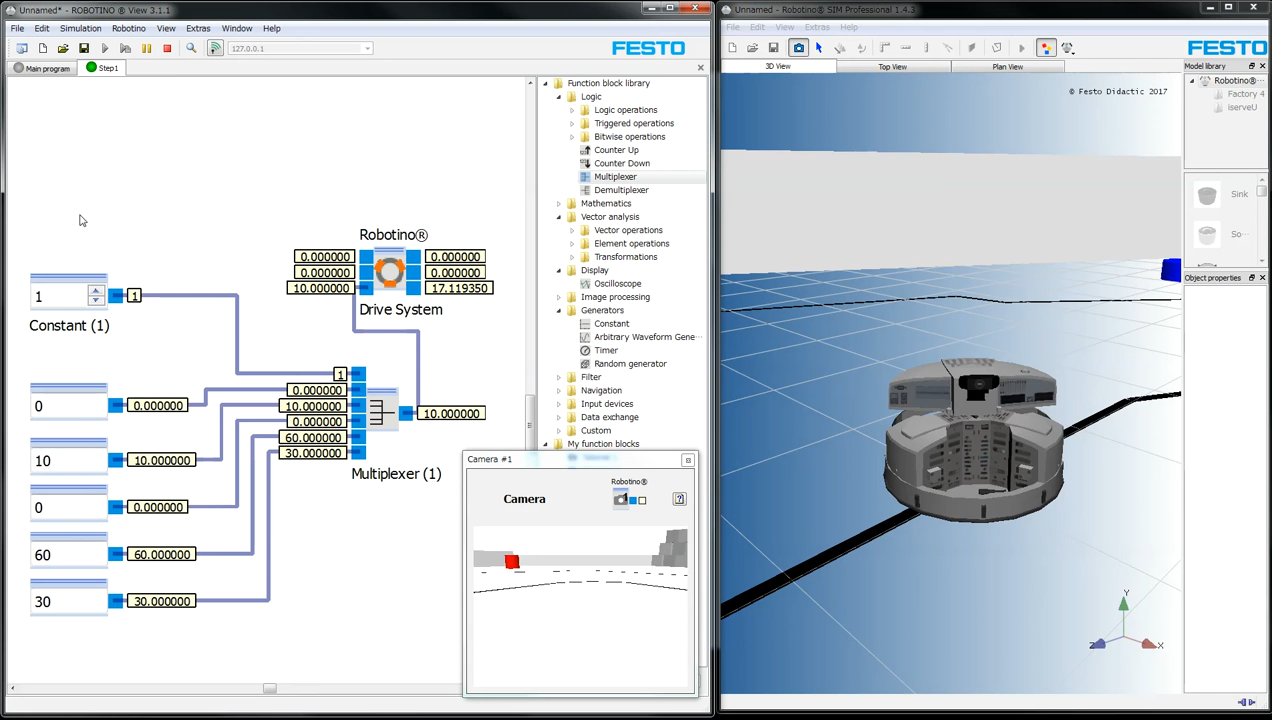 Unnamed* - ROBOTINO ® View 3.1.1
File Edit Simulation Robotino View Extras Window Help
127.0.0.1
FESTO
Main program Step1
Robotino®
0.000000 0.000000
0.000000 0.000000
10.000000 17.119350
Drive System
1 1
Constant (1)
1
0.000000
10.000000
0.000000
60.000000
30.000000
10.000000
Multiplexer (1)
0 0.000000
10 10.000000
0 0.000000
60 60.000000
30 30.000000
Function block library
Logic
Logic operations
Triggered operations
Bitwise operations
Counter Up
Counter Down
Multiplexer
Demultiplexer
Mathematics
Vector analysis
Vector operations
Element operations
Transformations
Display
Oscilloscope
Image processing
Generators
Constant
Arbitrary Waveform Gene···
Timer
Random generator
Filter
Navigation
Input devices
Data exchange
Custom
My function blocks
Camera #1
Camera
Robotino®
Unnamed - Robotino® SIM Professional 1.4.3
File Edit View Extras Help
FESTO
3D View Top View Plan View
© Festo Didactic 2017
Y
Z X
Model library
Robotino®···
Factory 4
iserveU
Sink
So···
Object properties